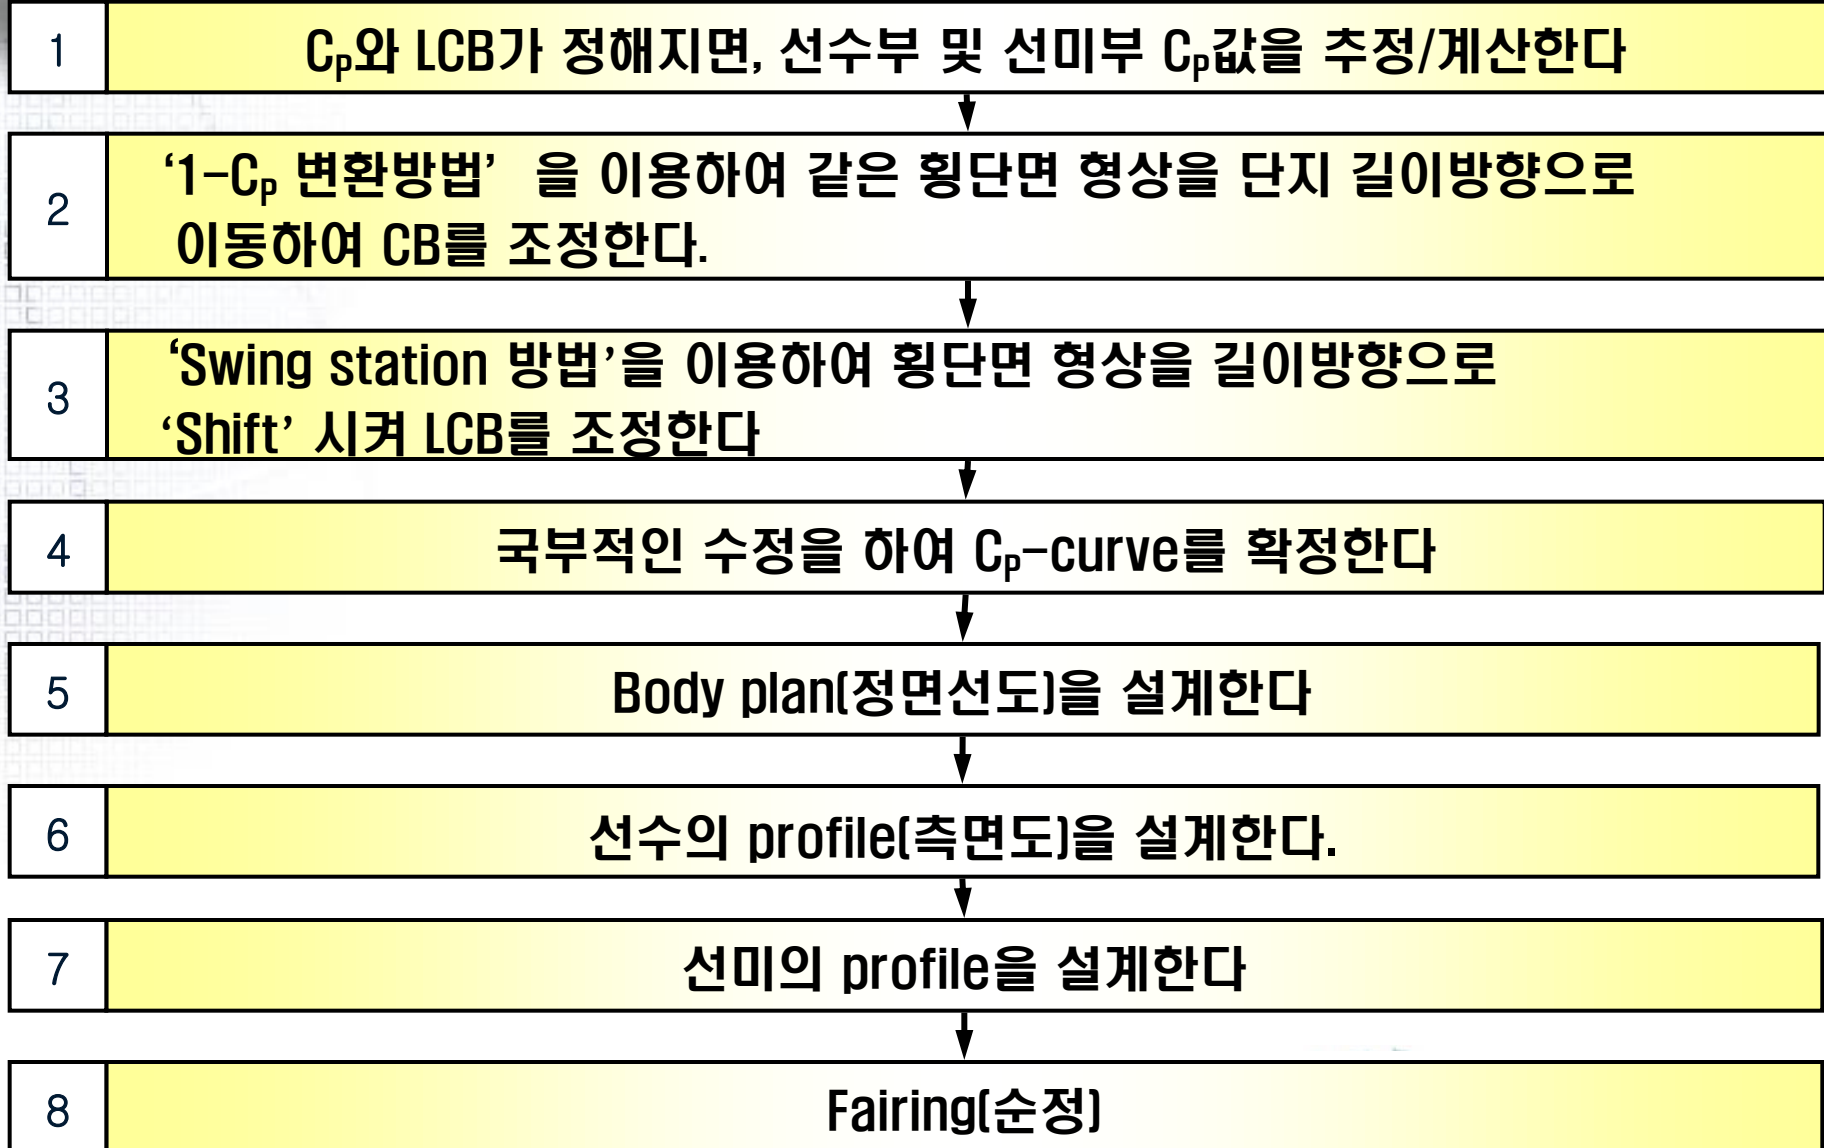 1
C_P와 LCB가 정해지면, 선수부 및 선미부 C_P값을 추정/계산한다
2
‘1-C_P 변환방법’ 을 이용하여 같은 횡단면 형상을 단지 길이방향으로
이동하여 CB를 조정한다.
3
‘Swing station 방법’을 이용하여 횡단면 형상을 길이방향으로
‘Shift’ 시켜 LCB를 조정한다
4
국부적인 수정을 하여 C_P-curve를 확정한다
5
Body plan(정면선도)을 설계한다
6
선수의 profile(측면도)을 설계한다.
7
선미의 profile을 설계한다
8
Fairing(순정)